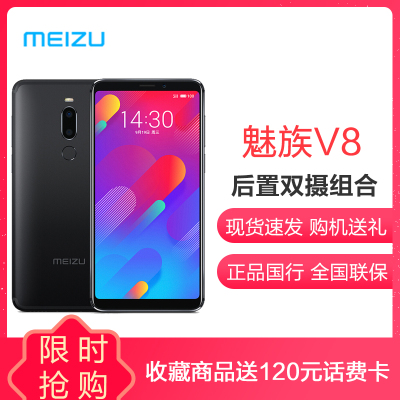 MEIZU
魅族V8
后置双摄组合
现货速发 购机送礼
正品国行 全国联保
14:30
MEIZU
限时
抢购
收藏商品送120元话费卡